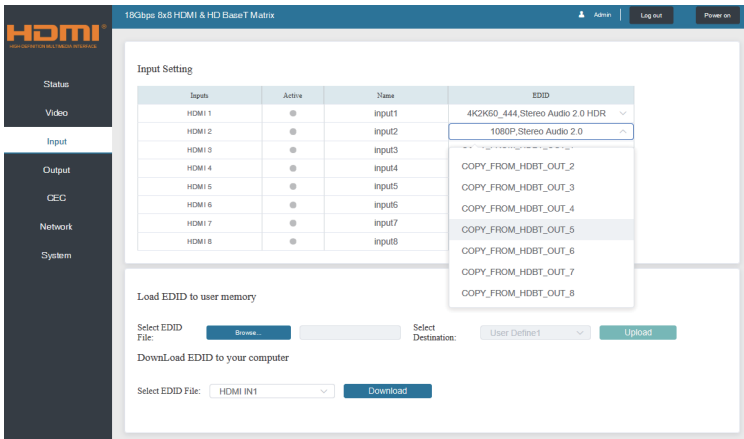 18Gbps 8x8 HDMI & HD BaseT Matrix
Admin
Log out
Power on
HDMI®
HIGH-DEFINITION MULTIMEDIA INTERFACE
Status
Video
Input
Output
CEC
Network
System
Input Setting
Inputs Active Name EDID
HDMI 1 input1 4K2K60_444,Stereo Audio 2.0 HDR
HDMI 2 input2 1080P,Stereo Audio 2.0
HDMI 3 input3
HDMI 4 input4 COPY_FROM_HDBT_OUT_2
HDMI 5 input5 COPY_FROM_HDBT_OUT_3
HDMI 6 input6 COPY_FROM_HDBT_OUT_4
HDMI 7 input7 COPY_FROM_HDBT_OUT_5
HDMI 8 input8 COPY_FROM_HDBT_OUT_6
COPY_FROM_HDBT_OUT_7
COPY_FROM_HDBT_OUT_8
Load EDID to user memory
Select EDID
File:
Browse...
Select
Destination:
User Define1
Upload
DownLoad EDID to your computer
Select EDID File: HDMI IN1 Download